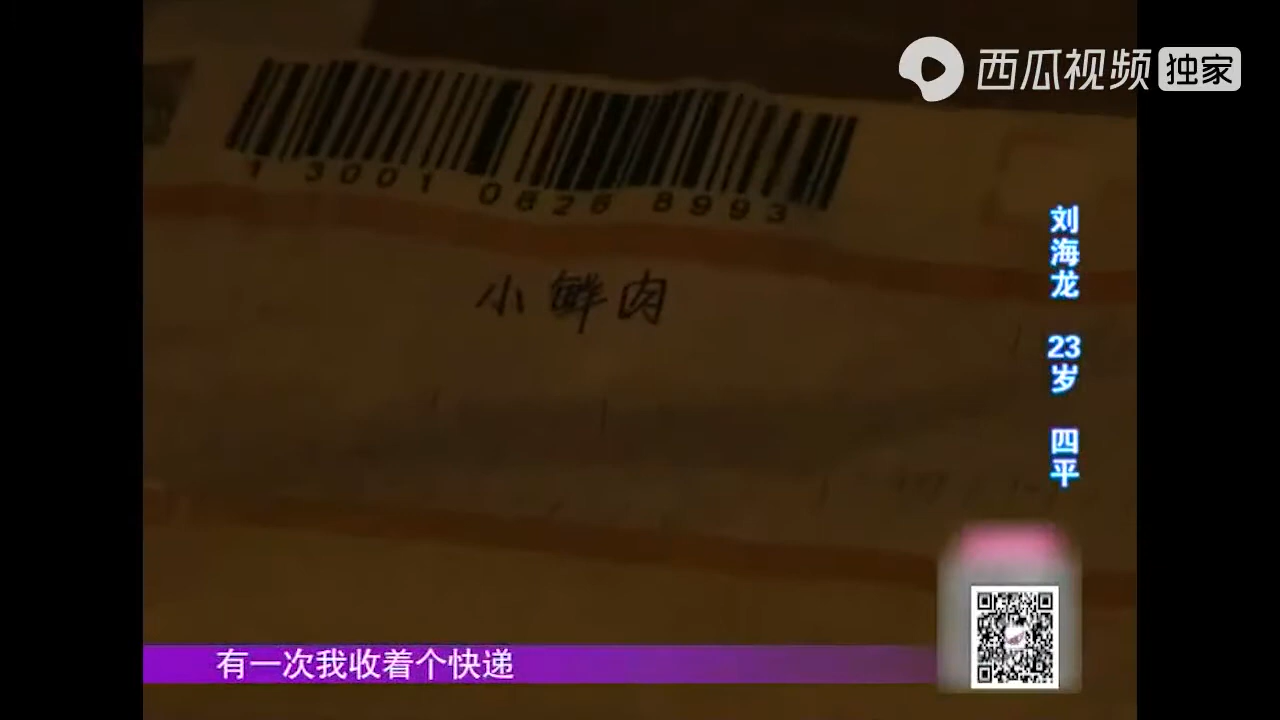 西瓜视频 独家
1 3001 0826 8993
小鲜肉
刘海龙 23岁 四平
有一次我收着个快递